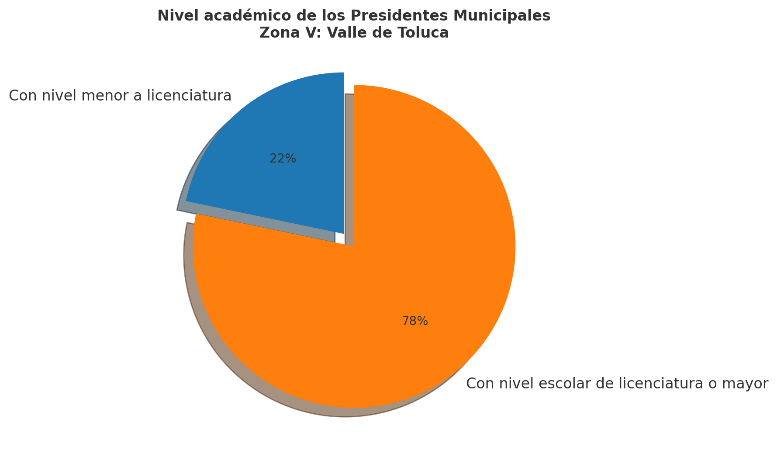 Nivel académico de los Presidentes Municipales
Zona V: Valle de Toluca
Con nivel menor a licenciatura
22%
78%
Con nivel escolar de licenciatura o mayor